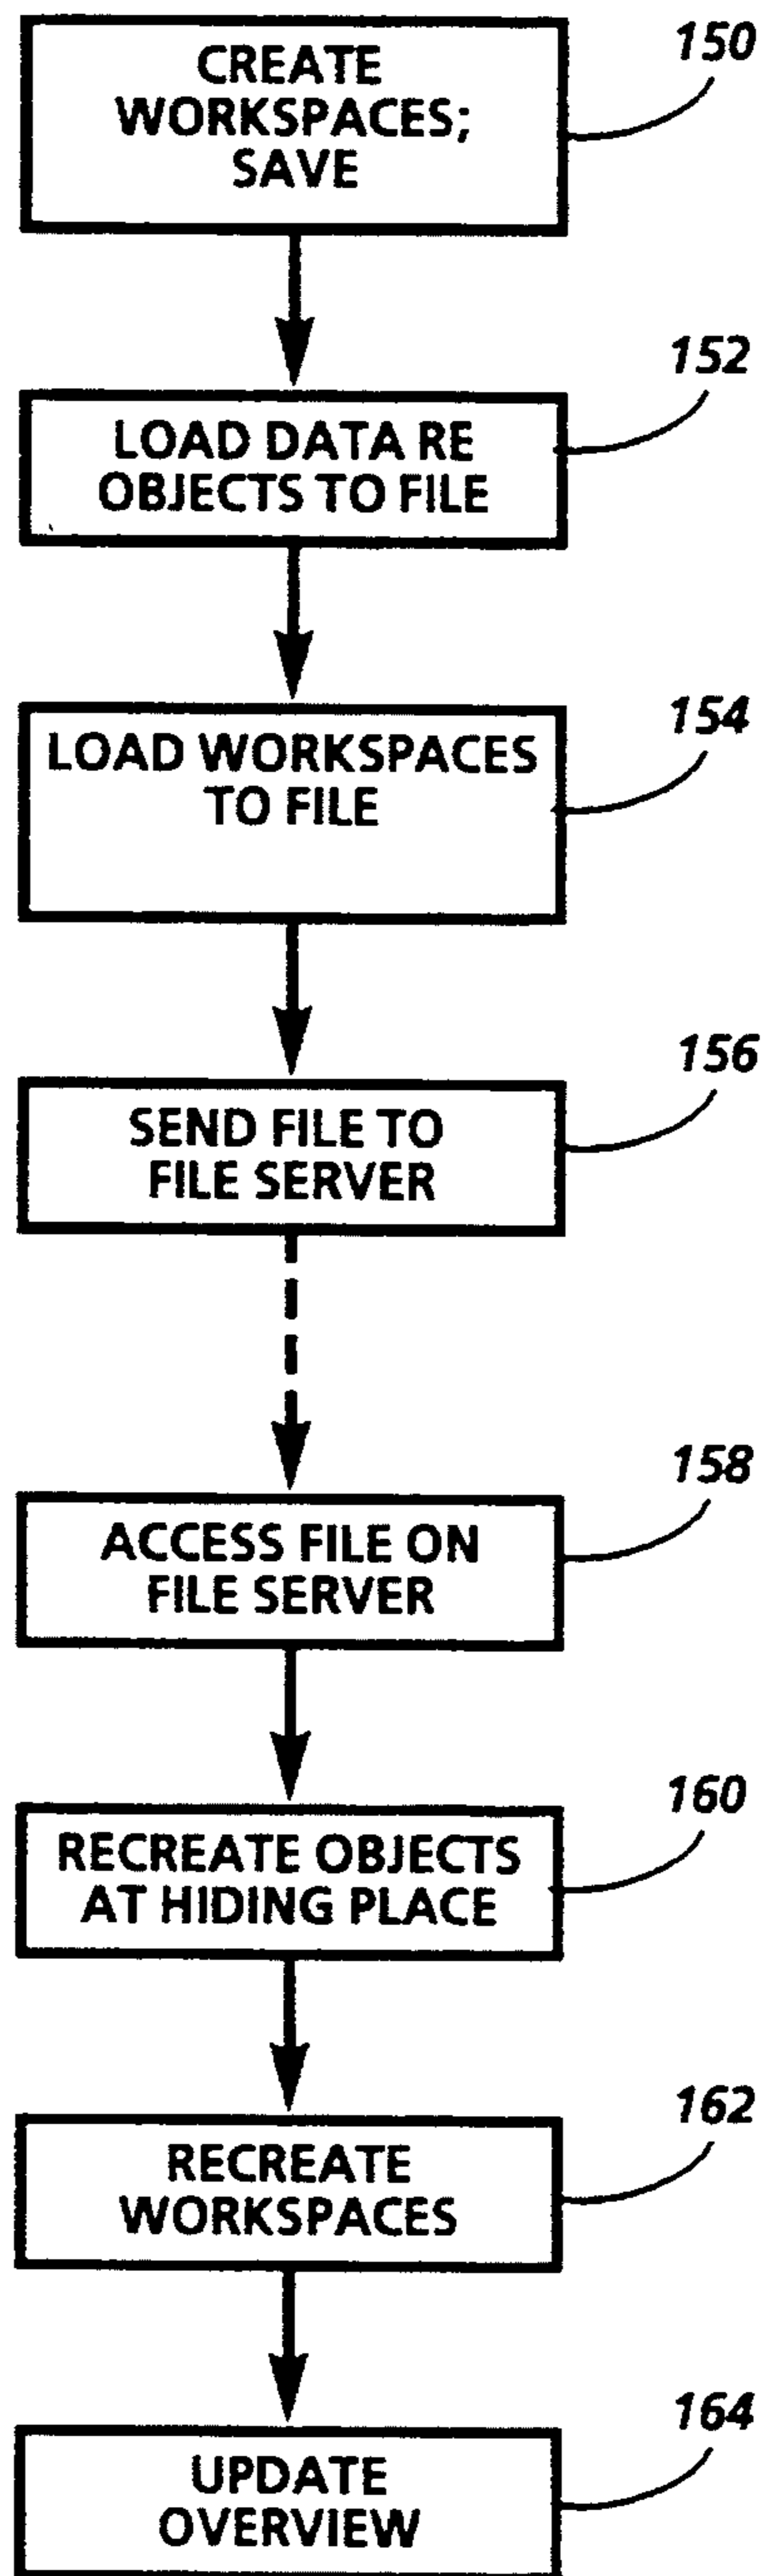 150
CREATE
WORKSPACES;
SAVE
152
LOAD DATA RE
OBJECTS TO FILE
154
LOAD WORKSPACES
TO FILE
156
SEND FILE TO
FILE SERVER
158
ACCESS FILE ON
FILE SERVER
160
RECREATE OBJECTS
AT HIDING PLACE
162
RECREATE
WORKSPACES
164
UPDATE
OVERVIEW